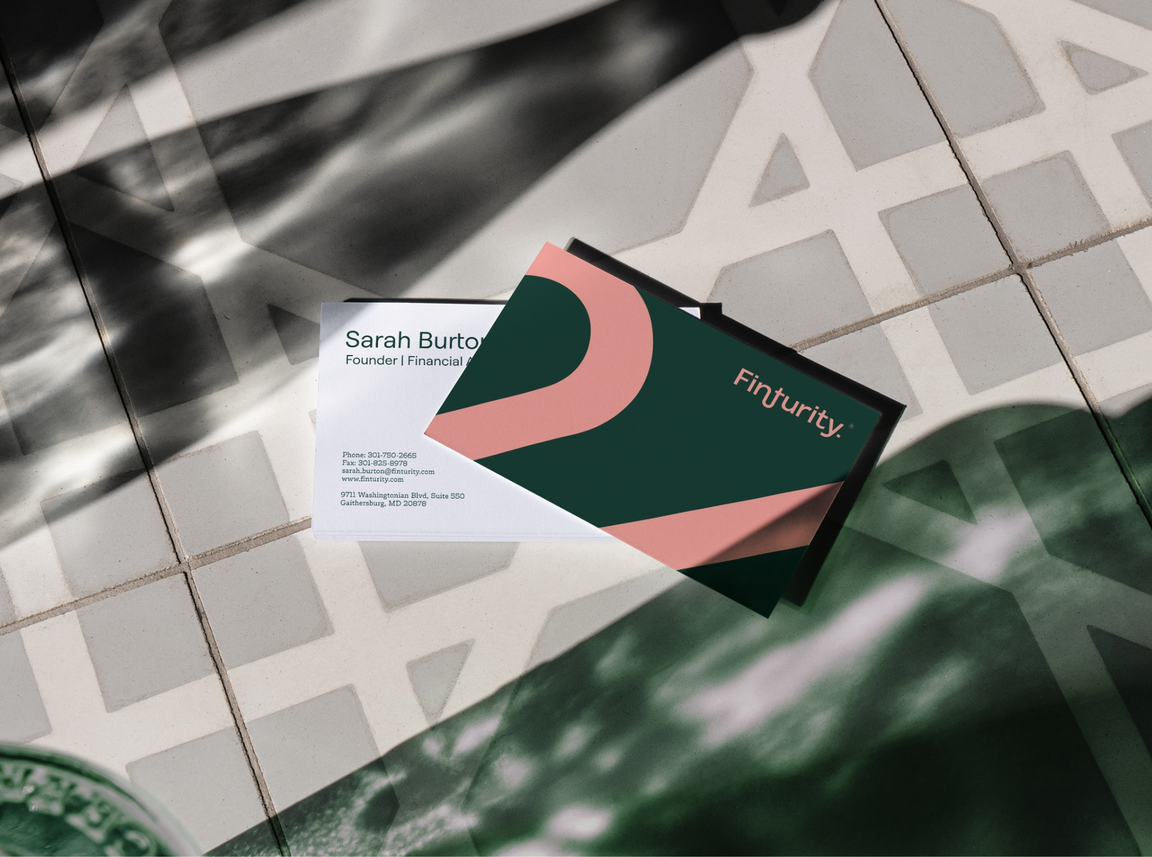 Sarah Burton
Founder | Financial A
Phone: 301-750-2665
Fax: 301-825-8978
sarah.burton@finturity.com
www.finturity.com
9711 Washingtonian Blvd, Suite 550
Gaithersburg, MD 20878
Finturity.